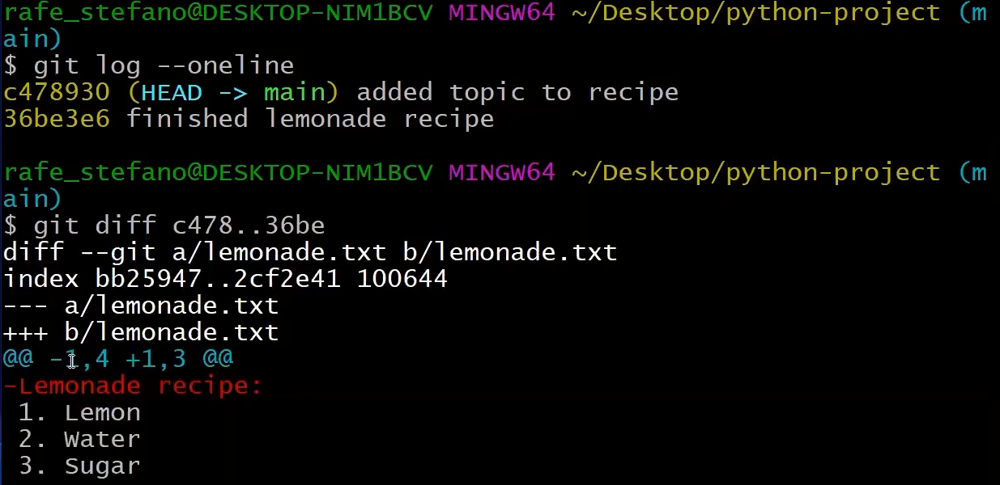 rafe_stefano@DESKTOP-NIM1BCV MINGW64 ~/Desktop/python-project (m
ain)
$ git log --oneline
c478930 (HEAD -> main) added topic to recipe
36be3e6 finished lemonade recipe
rafe_stefano@DESKTOP-NIM1BCV MINGW64 ~/Desktop/python-project (m
ain)
$ git diff c478..36be
diff --git a/lemonade.txt b/lemonade.txt
index bb25947..2cf2e41 100644
--- a/lemonade.txt
+++ b/lemonade.txt
@@ -1,4 +1,3 @@
-Lemonade recipe:
 1. Lemon
 2. Water
 3. Sugar